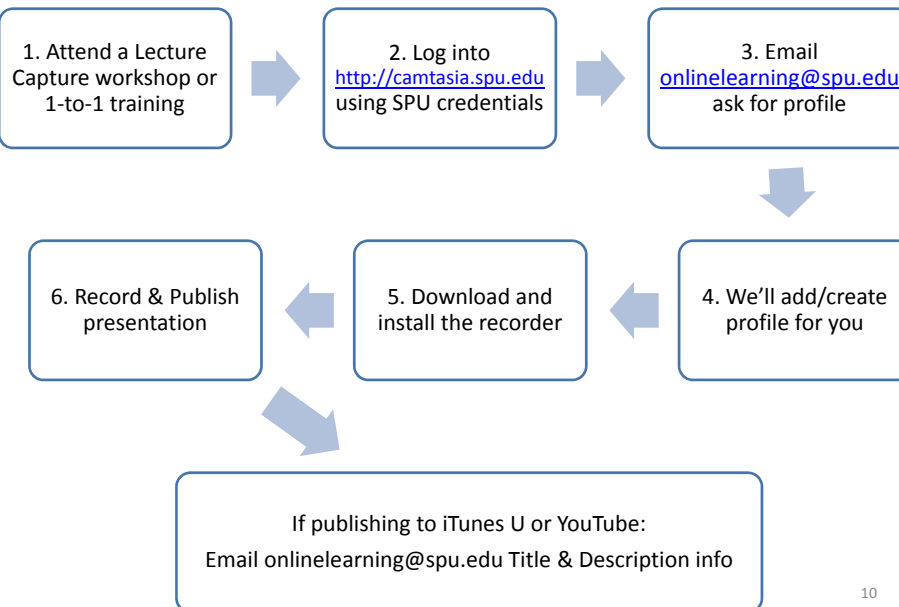 1. Attend a Lecture
Capture workshop or
1-to-1 training
2. Log into
http://camtasia.spu.edu
using SPU credentials
3. Email
onlinelearning@spu.edu
ask for profile
4. We’ll add/create
profile for you
5. Download and
install the recorder
6. Record & Publish
presentation
If publishing to iTunes U or YouTube:
Email onlinelearning@spu.edu Title & Description info
10